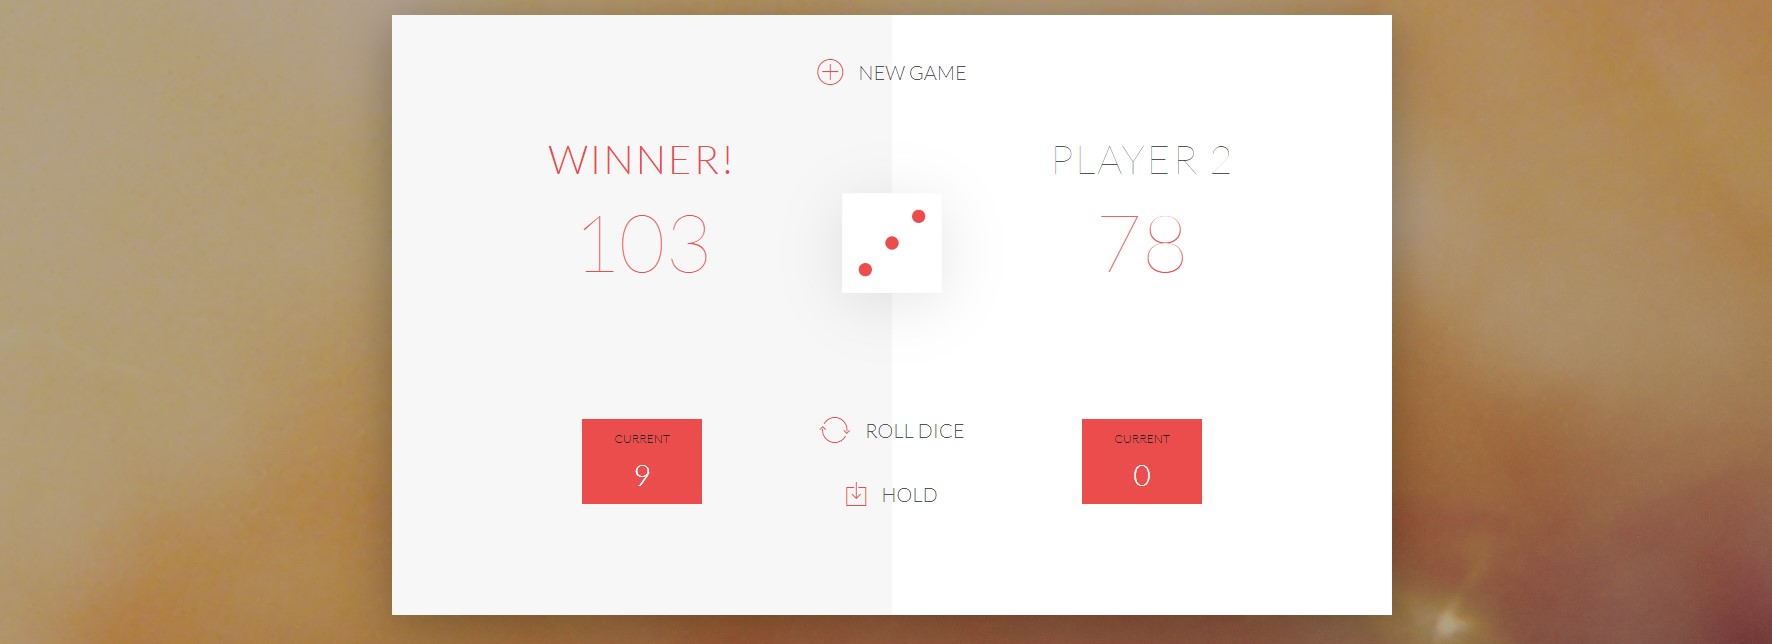 NEW GAME
WINNER!
103
PLAYER 2
78
CURRENT
9
ROLL DICE
HOLD
CURRENT
0